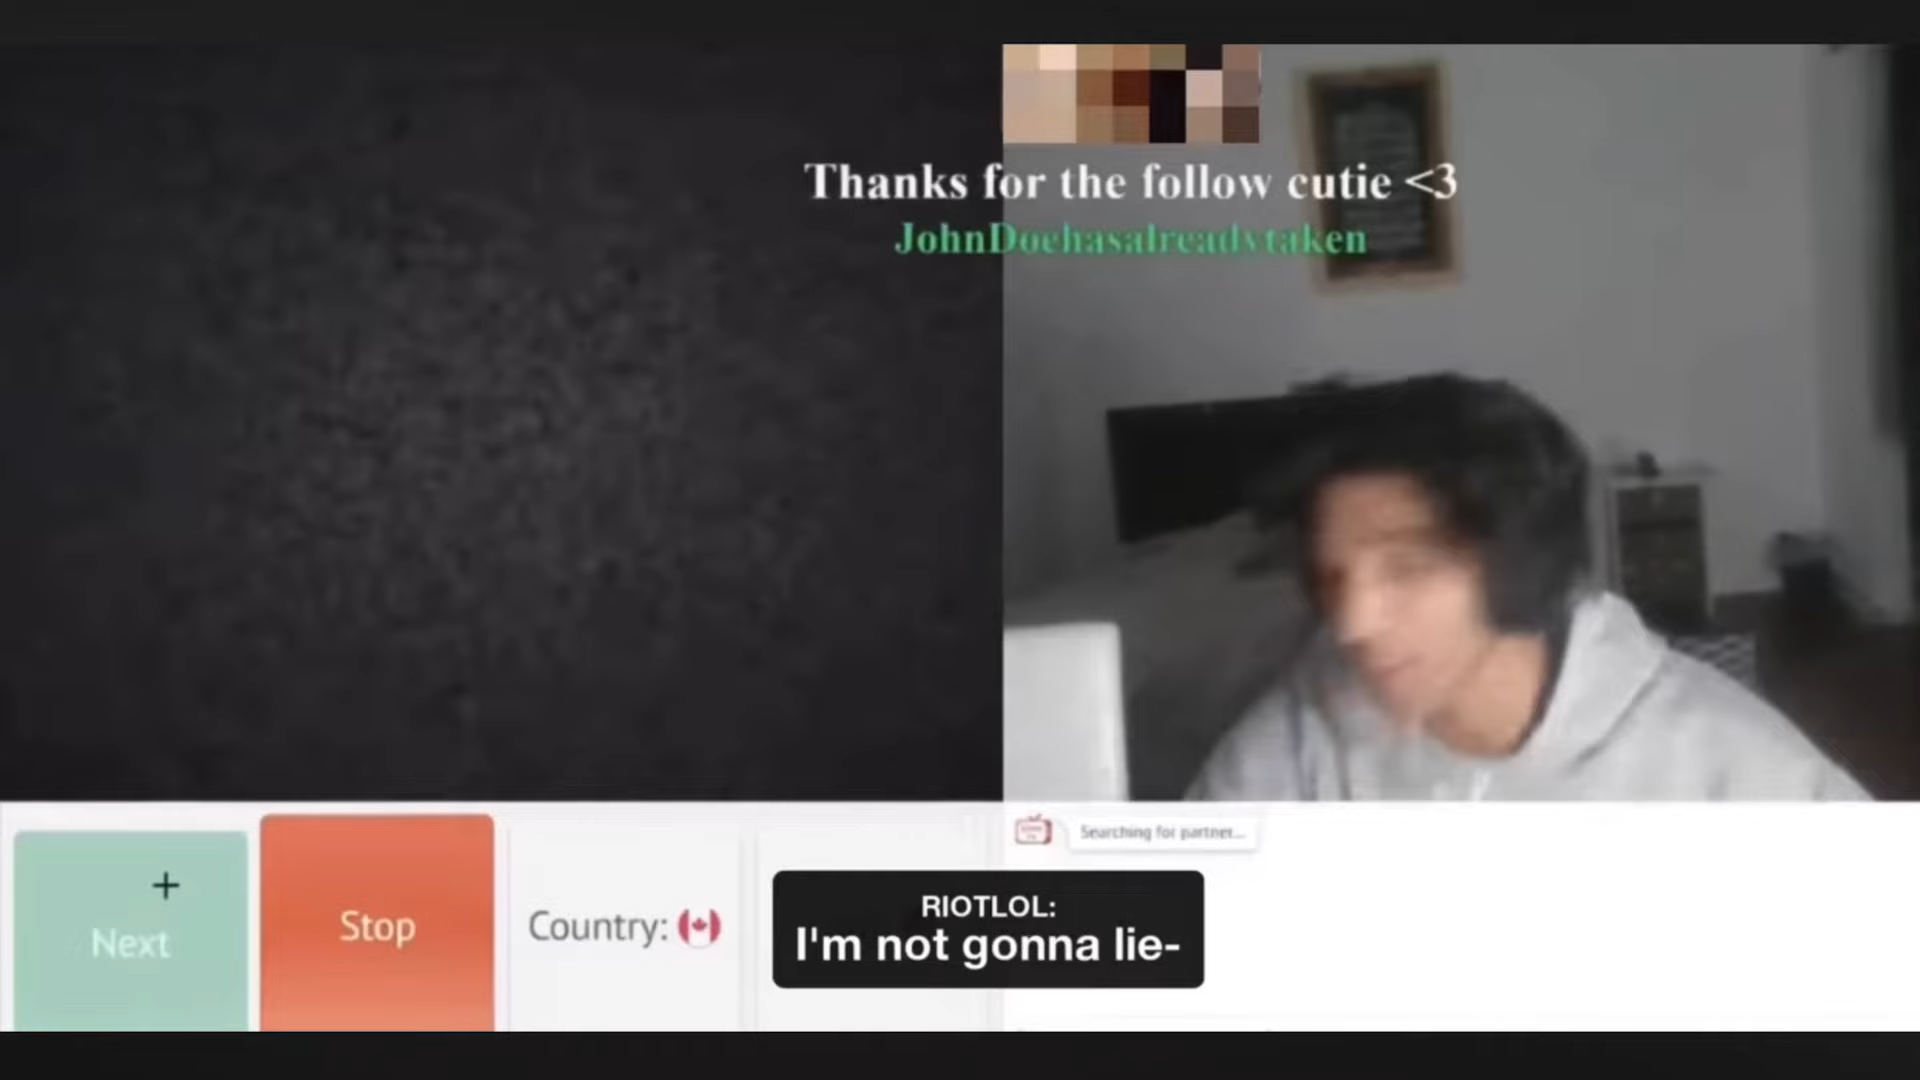 Thanks for the follow cutie <3
JohnDoehasalreadytaken
Searching for partner...
Next
Stop
Country:
RIOTLOL:
I'm not gonna lie-